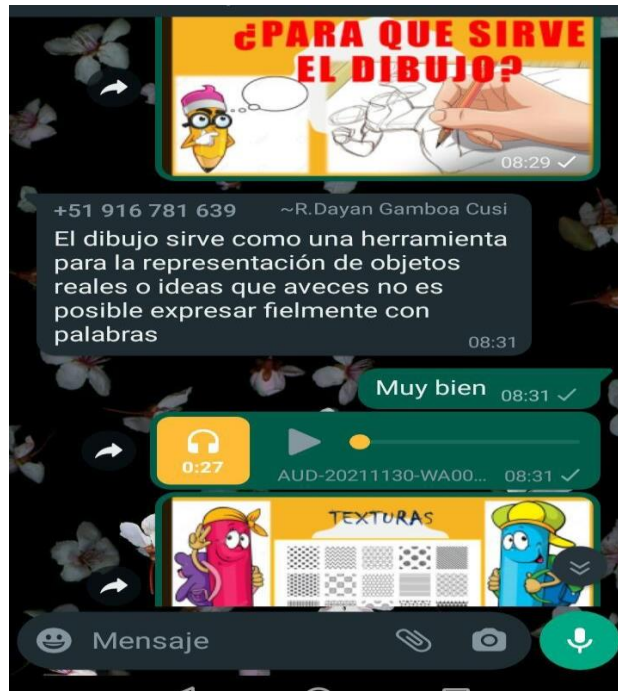 ¿PARA QUE SIRVE
EL DIBUJO?
08:29
+51 916 781 639 ~R.Dayan Gamboa Cusi
El dibujo sirve como una herramienta
para la representación de objetos
reales o ideas que aveces no es
posible expresar fielmente con
palabras
08:31
Muy bien 08:31
0:27
AUD-20211130-WA00... 08:31
TEXTURAS
Mensaje